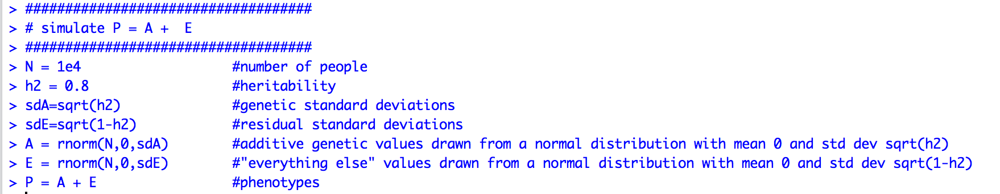 > ####################################
> # simulate P = A +  E
> ####################################
> N = 1e4                   #number of people
> h2 = 0.8                  #heritability
> sdA=sqrt(h2)              #genetic standard deviations
> sdE=sqrt(1-h2)            #residual standard deviations
> A = rnorm(N,0,sdA)        #additive genetic values drawn from a normal distribution with mean 0 and std dev sqrt(h2)
> E = rnorm(N,0,sdE)        #"everything else" values drawn from a normal distribution with mean 0 and std dev sqrt(1-h2)
> P = A + E                 #phenotypes